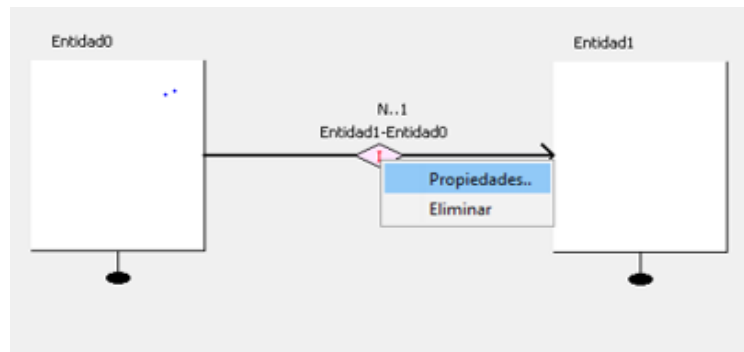 Entidad0
Entidad1
N..1
Entidad1-Entidad0
Propiedades..
Eliminar